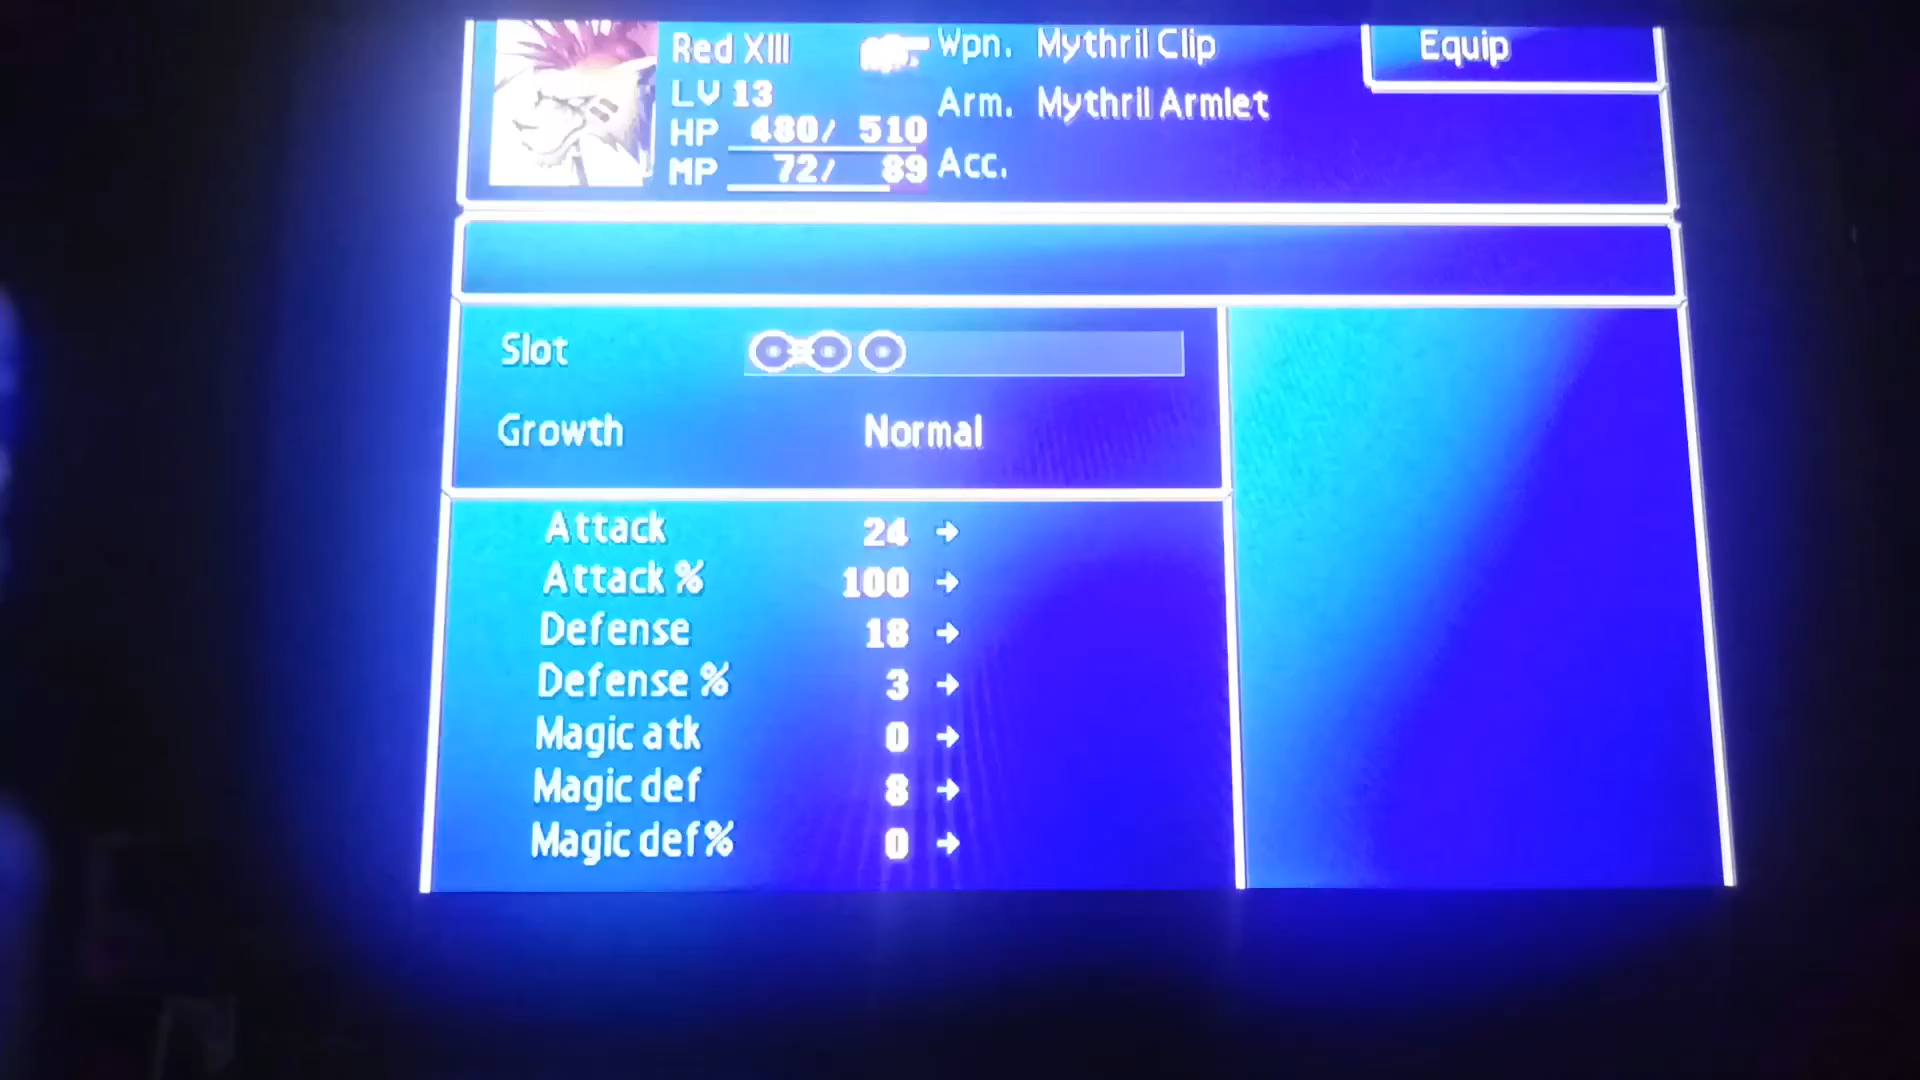 Red XIII
LV 13
HP 480/ 510
MP 72/ 89
Wpn. Mythril Clip
Arm. Mythril Armlet
Acc.
Equip
Slot
Growth Normal
Attack 24 →
Attack % 100 →
Defense 18 →
Defense % 3 →
Magic atk 0 →
Magic def 8 →
Magic def% 0 →